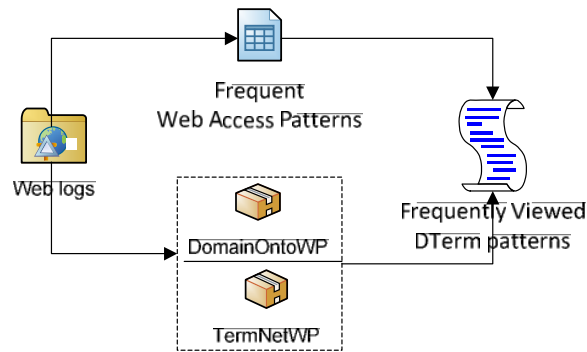 Frequent
Web Access Patterns
Web logs
Frequently Viewed
DTerm patterns
DomainOntoWP
TermNetWP